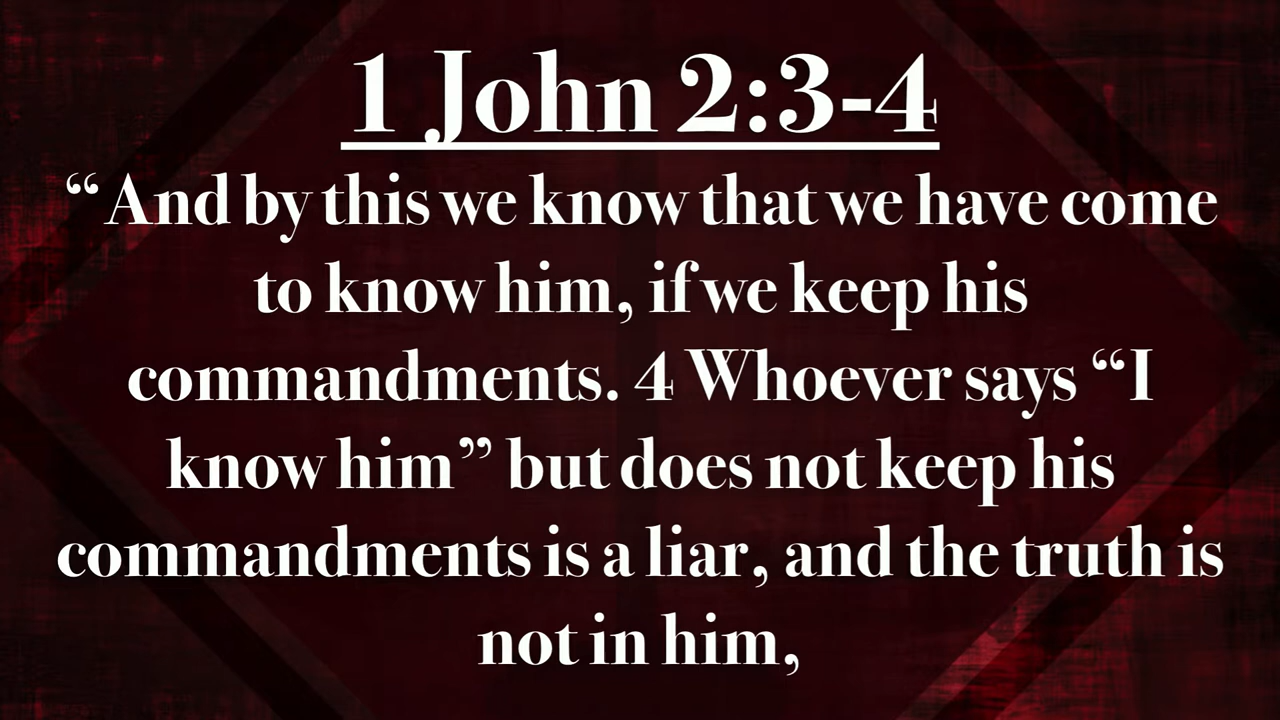 1 John 2:3-4
“And by this we know that we have come
to know him, if we keep his
commandments. 4 Whoever says “I
know him” but does not keep his
commandments is a liar, and the truth is
not in him,